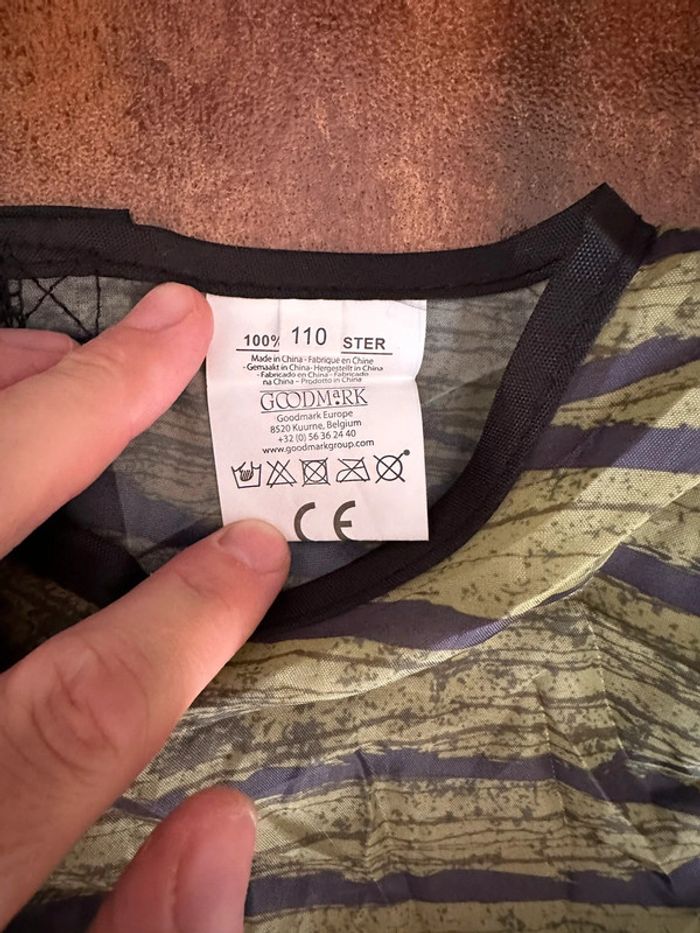 100% 110 STER
Made in China - Fabriqué en Chine
- Gemaakt in China - Hergestellt in China
- Fabricado en China - Fabricado
na China - Prodotto in China
GOODMARK
Goodmark Europe
8520 Kuurne, Belgium
+32 (0) 56 36 24 40
www.goodmarkgroup.com
CE